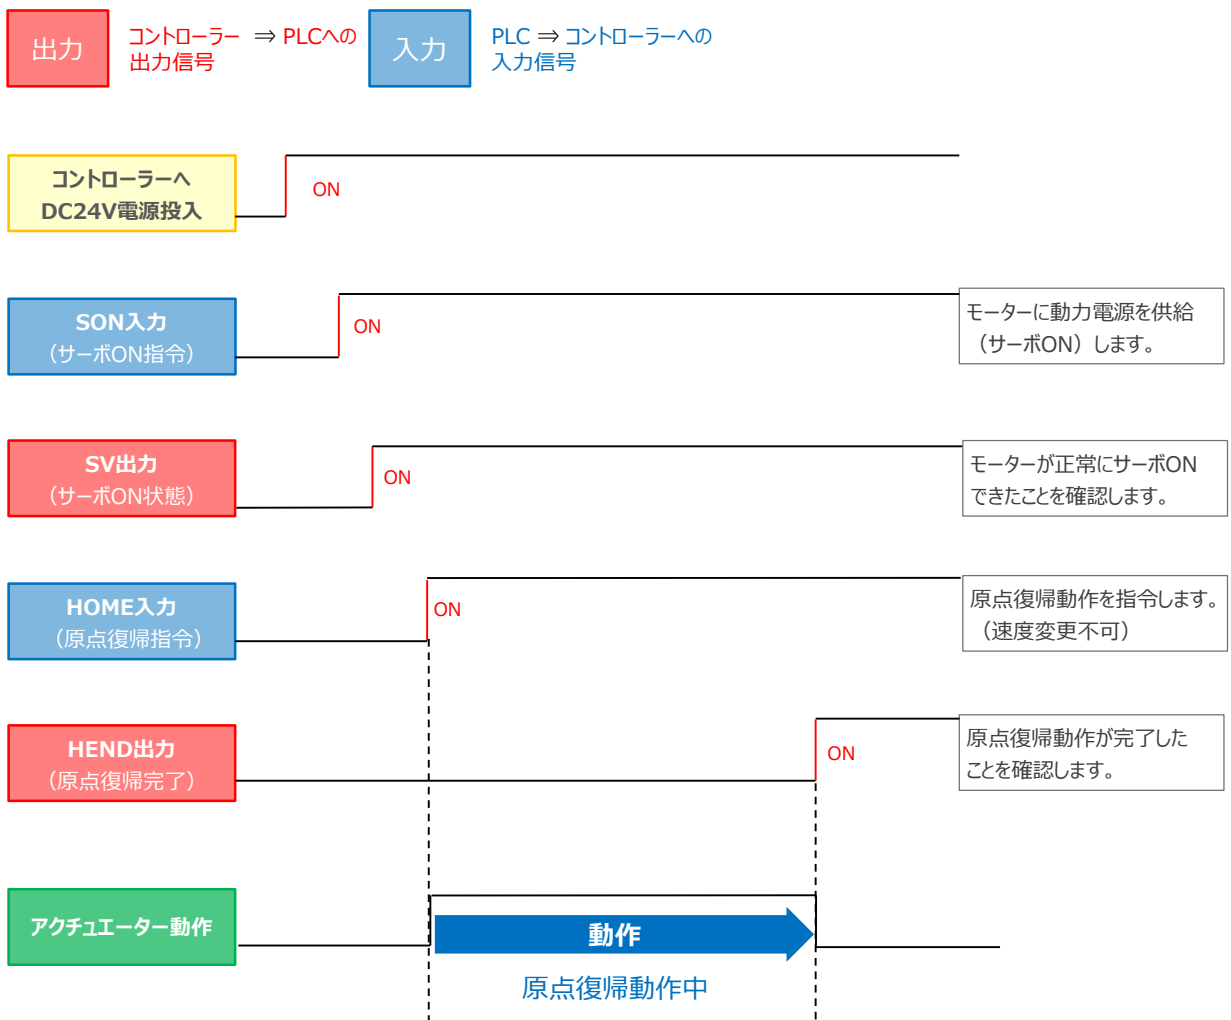 出力
コントローラー ⇒ PLCへの
出力信号
入力
PLC ⇒ コントローラーへの
入力信号
コントローラーへ
DC24V電源投入
ON
SON入力
（サーボON指令）
ON
モーターに動力電源を供給
（サーボON）します。
SV出力
（サーボON状態）
ON
モーターが正常にサーボON
できたことを確認します。
HOME入力
（原点復帰指令）
ON
原点復帰動作を指令します。
（速度変更不可）
HEND出力
（原点復帰完了）
ON
原点復帰動作が完了した
ことを確認します。
アクチュエーター動作
動作
原点復帰動作中